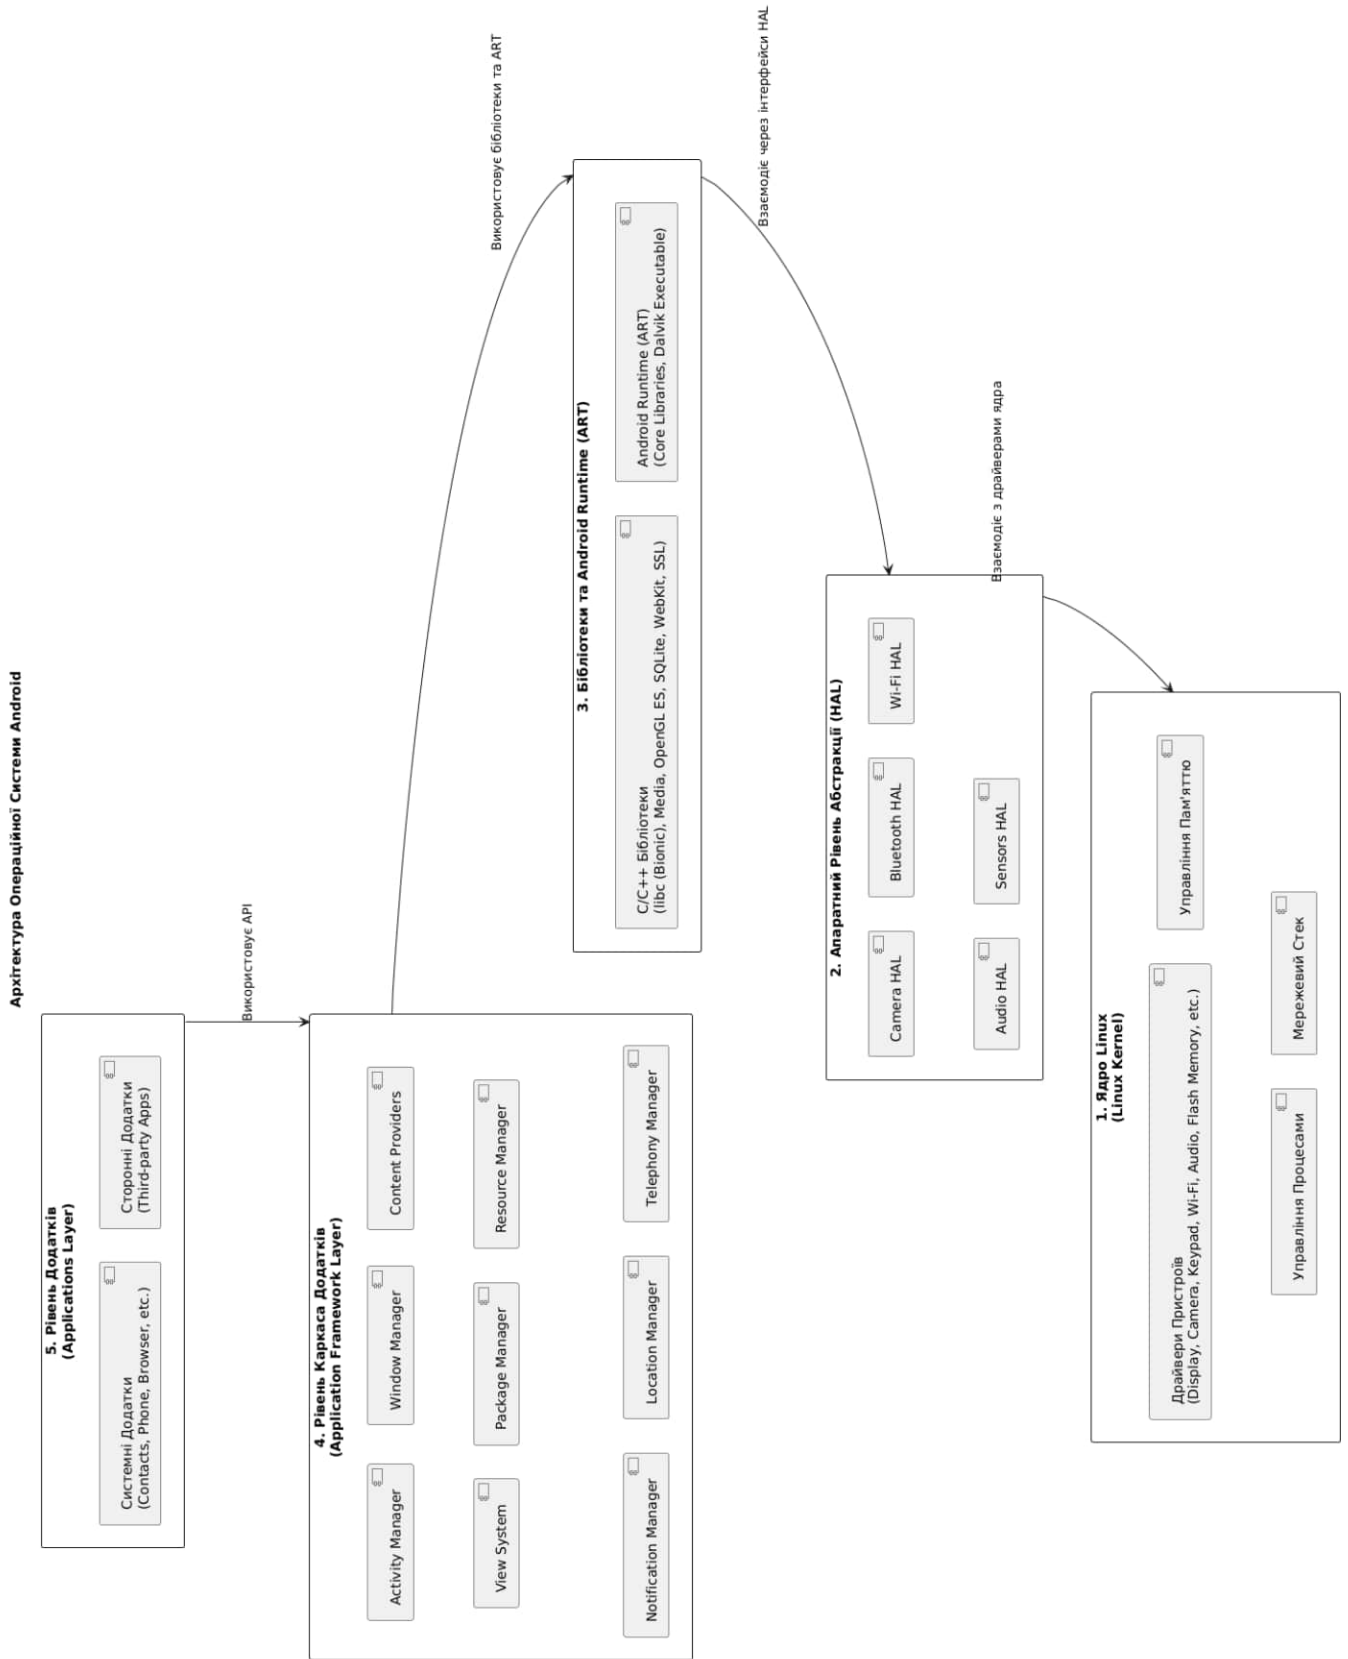 Архітектура Операційної Системи Android
5. Рівень Додатків
(Applications Layer)
Системні Додатки
(Contacts, Phone, Browser, etc.)
Сторонні Додатки
(Third-party Apps)
Використовує API
4. Рівень Каркаса Додатків
(Application Framework Layer)
Activity Manager
Window Manager
Content Providers
View System
Package Manager
Resource Manager
Notification Manager
Location Manager
Telephony Manager
Використовує бібліотеки та ART
3. Бібліотеки та Android Runtime (ART)
C/C++ Бібліотеки
(libc (Bionic), Media, OpenGL ES, SQLite, WebKit, SSL)
Android Runtime (ART)
(Core Libraries, Dalvik Executable)
Взаємодіє через інтерфейси HAL
2. Апаратний Рівень Абстракції (HAL)
Camera HAL
Bluetooth HAL
Wi-Fi HAL
Audio HAL
Sensors HAL
Взаємодіє з драйверами ядра
1. Ядро Linux
(Linux Kernel)
Драйвери Пристроїв
(Display, Camera, Keypad, Wi-Fi, Audio, Flash Memory, etc.)
Управління Пам'яттю
Управління Процесами
Мережевий Стек